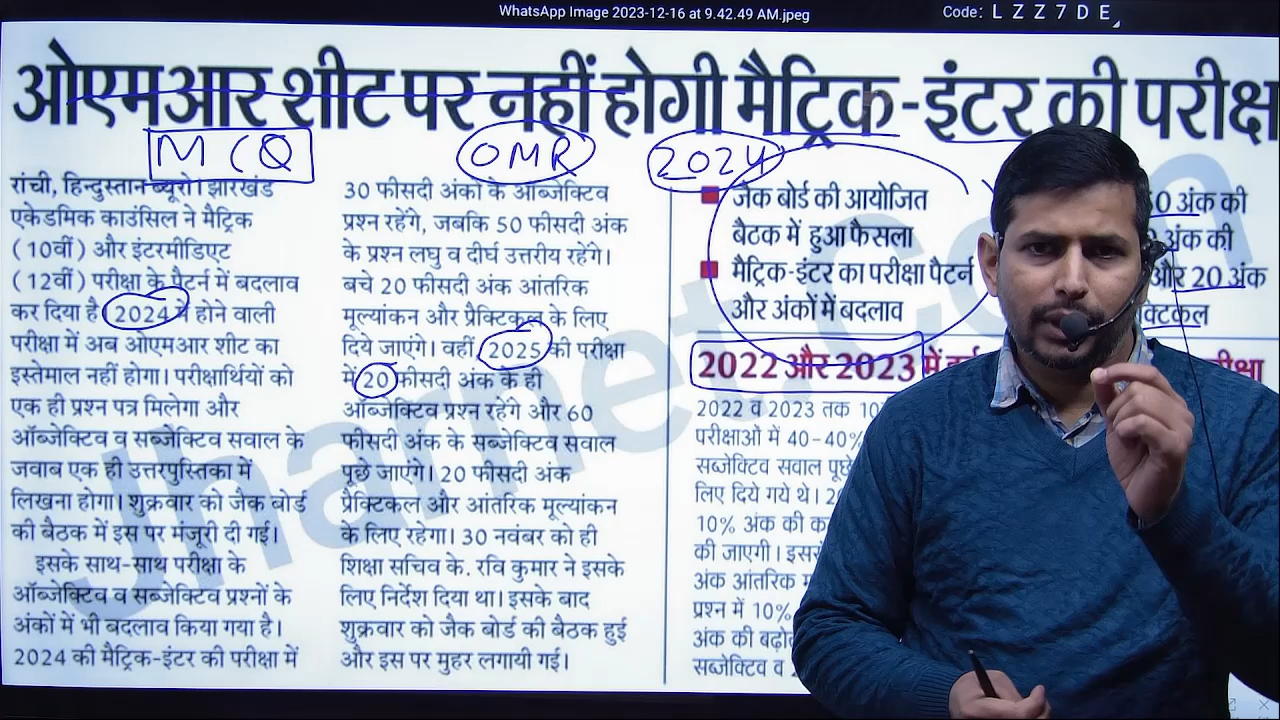 WhatsApp Image 2023-12-16 at 9.42.49 AM.jpeg
Code: L Z Z 7 D E
ओएमआर शीट पर नहीं होगी मैट्रिक-इंटर की परीक्ष
MCQ
OMR
2024
रांची, हिन्दुस्तान ब्यूरो। झारखंड
एकेडमिक काउंसिल ने मैट्रिक
(10वीं) और इंटरमीडिएट
(12वीं) परीक्षा के पैटर्न में बदलाव
कर दिया है 2024 में होने वाली
परीक्षा में अब ओएमआर शीट का
इस्तेमाल नहीं होगा। परीक्षार्थियों को
एक ही प्रश्न पत्र मिलेगा और
ऑब्जेक्टिव व सब्जेक्टिव सवाल के
जवाब एक ही उत्तरपुस्तिका में
लिखना होगा। शुक्रवार को जैक बोर्ड
की बैठक में इस पर मंजूरी दी गई।
इसके साथ-साथ परीक्षा के
ऑब्जेक्टिव व सब्जेक्टिव प्रश्नों के
अंकों में भी बदलाव किया गया है।
2024 की मैट्रिक-इंटर की परीक्षा में
30 फीसदी अंकों के ऑब्जेक्टिव
प्रश्न रहेंगे, जबकि 50 फीसदी अंक
के प्रश्न लघु व दीर्घ उत्तरीय रहेंगे।
बचे 20 फीसदी अंक आंतरिक
मूल्यांकन और प्रैक्टिकल के लिए
दिये जाएंगे। वहीं, 2025 की परीक्षा
में 20 फीसदी अंक के ही
ऑब्जेक्टिव प्रश्न रहेंगे और 60
फीसदी अंक के सब्जेक्टिव सवाल
पूछे जाएंगे। 20 फीसदी अंक
प्रैक्टिकल और आंतरिक मूल्यांकन
के लिए रहेगा। 30 नवंबर को ही
शिक्षा सचिव के. रवि कुमार ने इसके
लिए निर्देश दिया था। इसके बाद
शुक्रवार को जैक बोर्ड की बैठक हुई
और इस पर मुहर लगायी गई।
जैक बोर्ड की आयोजित
बैठक में हुआ फैसला
मैट्रिक-इंटर का परीक्षा पैटर्न
और अंकों में बदलाव
0 अंक की
अंक की
और 20 अंक
क्टिकल
2022 और 2023 में
2022 व 2023 तक 10
परीक्षाओं में 40-40%
सब्जेक्टिव सवाल पूछे
लिए दिये गये थे। 2
10% अंक की क
की जाएगी। इसस
अंक आंतरिक म
प्रश्न में 10%
अंक की बढ़ो
सब्जेक्टिव व
Jharnet.com